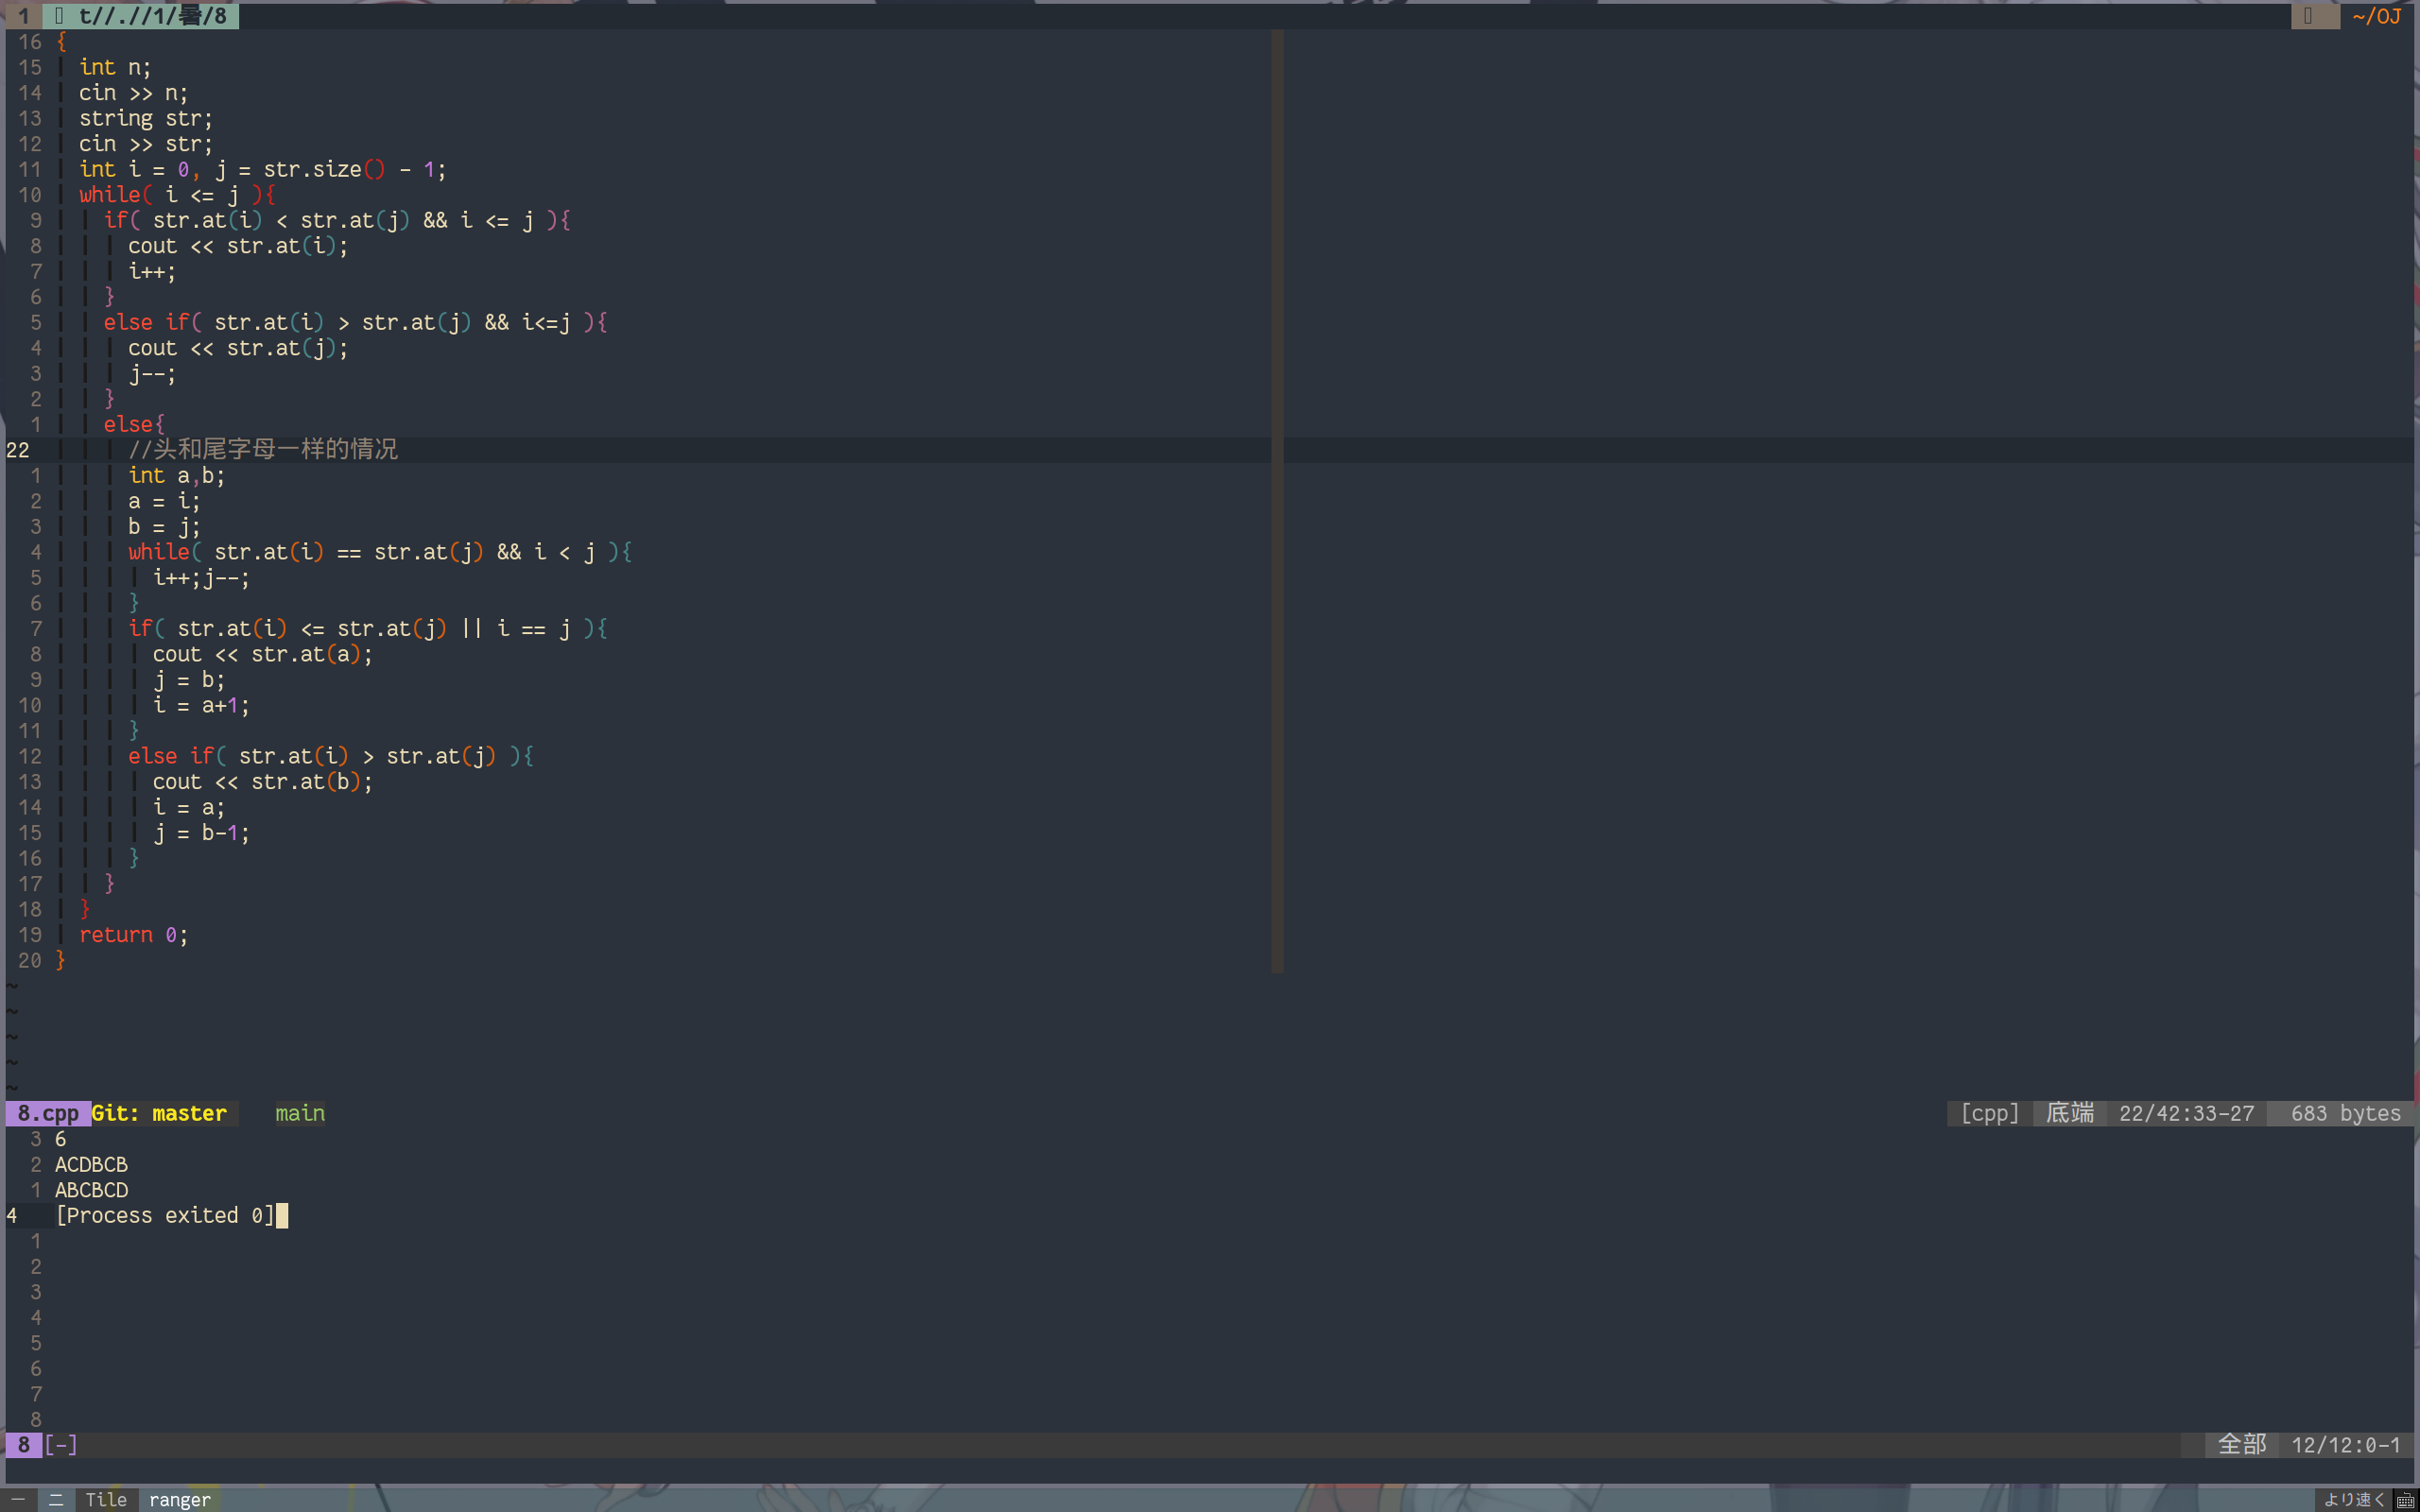 1 t//.//1/暑/8 ~/OJ
16 {
15 int n;
14 cin >> n;
13 string str;
12 cin >> str;
11 int i = 0, j = str.size() - 1;
10 while( i <= j ){
9 if( str.at(i) < str.at(j) && i <= j ){
8 cout << str.at(i);
7 i++;
6 }
5 else if( str.at(i) > str.at(j) && i<=j ){
4 cout << str.at(j);
3 j--;
2 }
1 else{
22 //头和尾字母一样的情况
1 int a,b;
2 a = i;
3 b = j;
4 while( str.at(i) == str.at(j) && i < j ){
5 i++;j--;
6 }
7 if( str.at(i) <= str.at(j) || i == j ){
8 cout << str.at(a);
9 j = b;
10 i = a+1;
11 }
12 else if( str.at(i) > str.at(j) ){
13 cout << str.at(b);
14 i = a;
15 j = b-1;
16 }
17 }
18 }
19 return 0;
20 }
~
~
~
~
~
8.cpp Git: master main [cpp] 底端 22/42:33-27 683 bytes
3 6
2 ACDBCB
1 ABCBCD
4 [Process exited 0]
1
2
3
4
5
6
7
8
8 [-] 全部 12/12:0-1
一 二 Tile ranger より速く